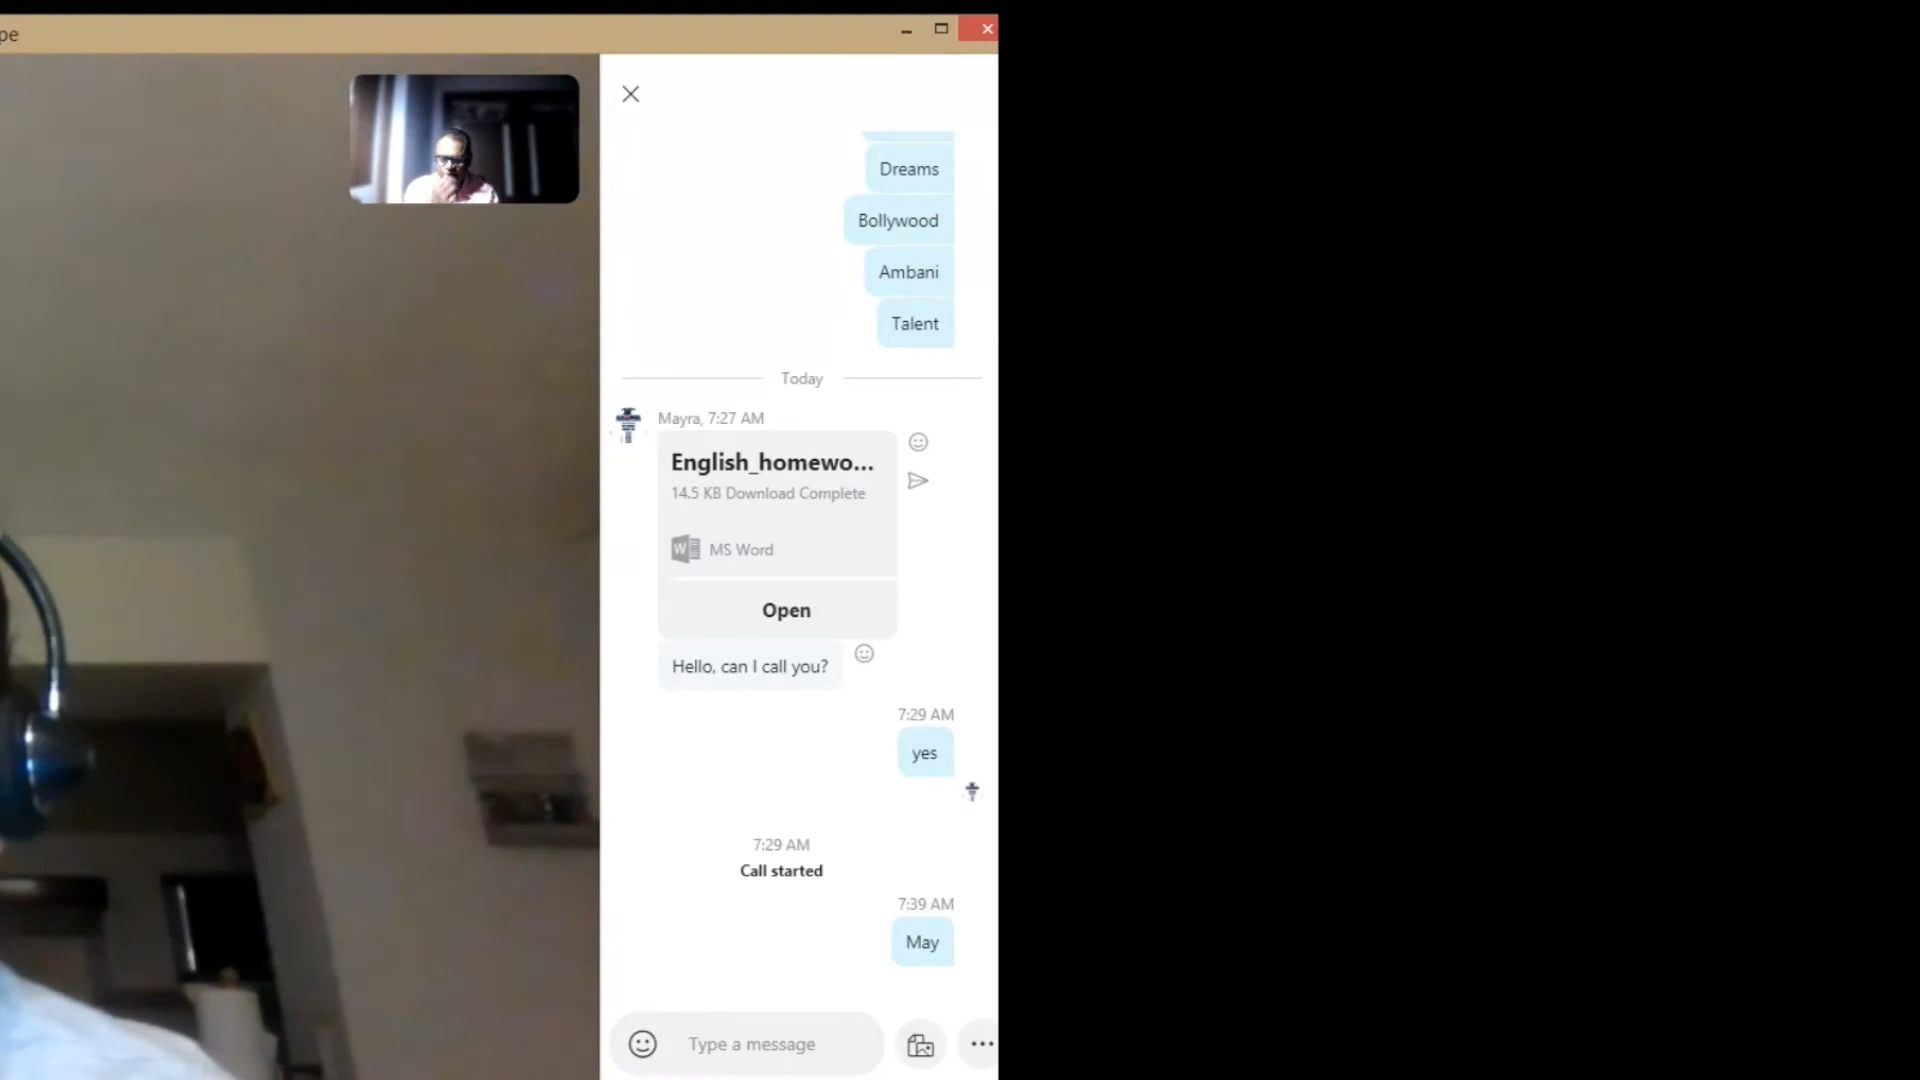 pe
Dreams
Bollywood
Ambani
Talent
Today
Mayra, 7:27 AM
English_homewo...
14.5 KB Download Complete
W
MS Word
Open
Hello, can I call you?
7:29 AM
yes
7:29 AM
Call started
7:39 AM
May
Type a message